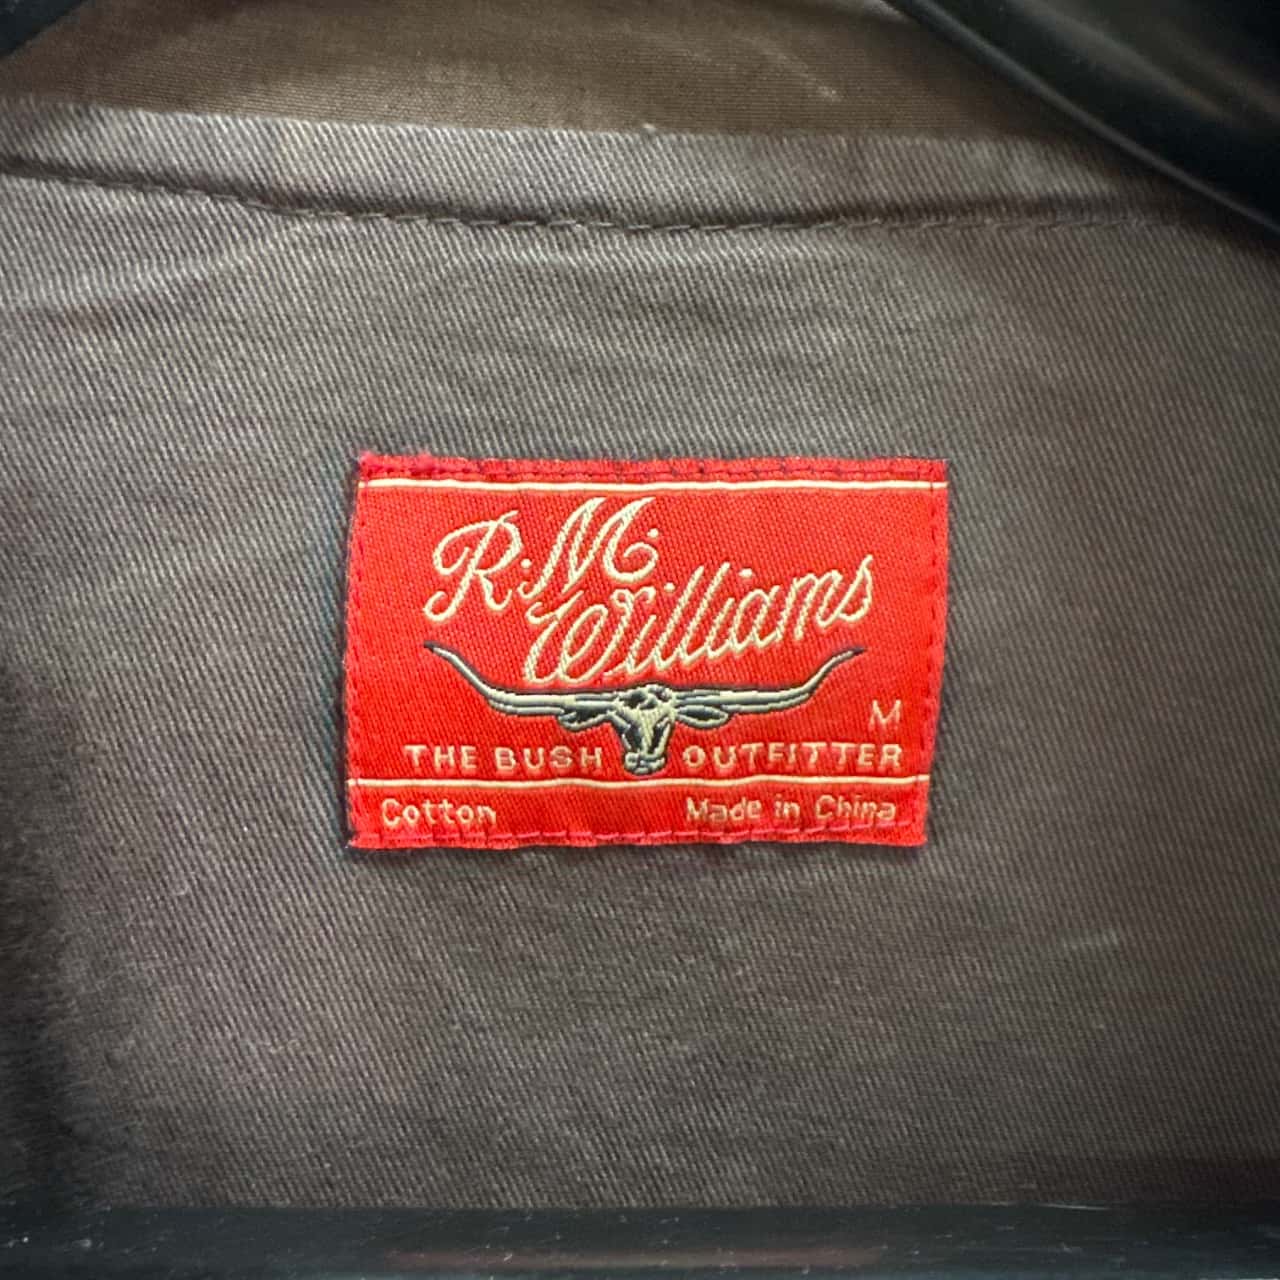 R.M.
Williams
M
THE BUSH OUTFITTER
Cotton Made in China